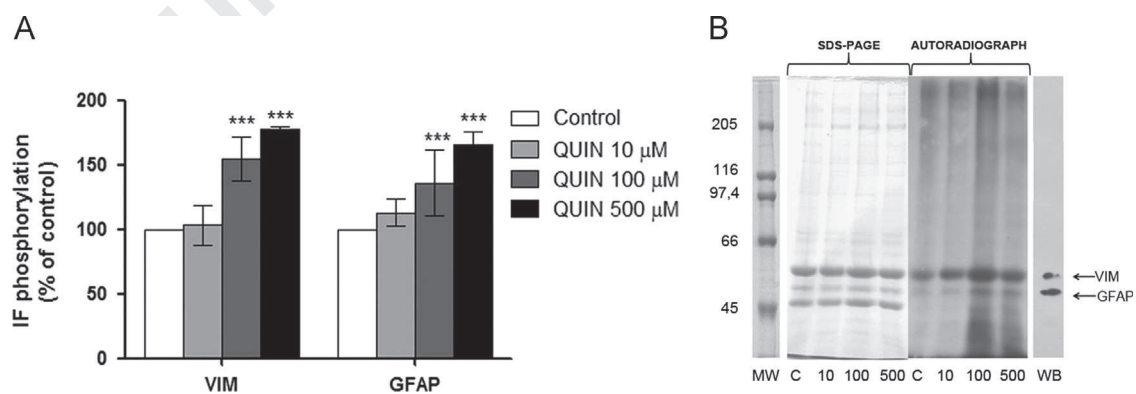 A
IF phosphorylation
(% of control)
200
150
100
50
0
*** ***
*** ***
VIM
GFAP
Control
QUIN 10 μM
QUIN 100 μM
QUIN 500 μM
B
SDS-PAGE AUTORADIOGRAPH
205
116
97,4
66
45
VIM
GFAP
MW C 10 100 500 C 10 100 500 WB